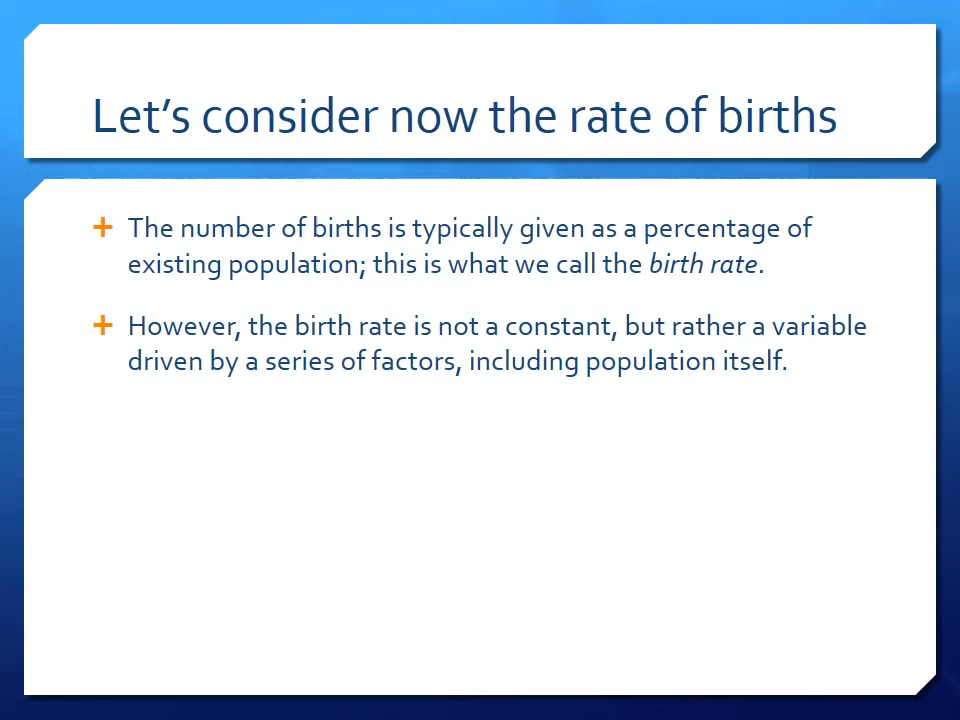 Let’s consider now the rate of births
The number of births is typically given as a percentage of
existing population; this is what we call the birth rate.
However, the birth rate is not a constant, but rather a variable
driven by a series of factors, including population itself.